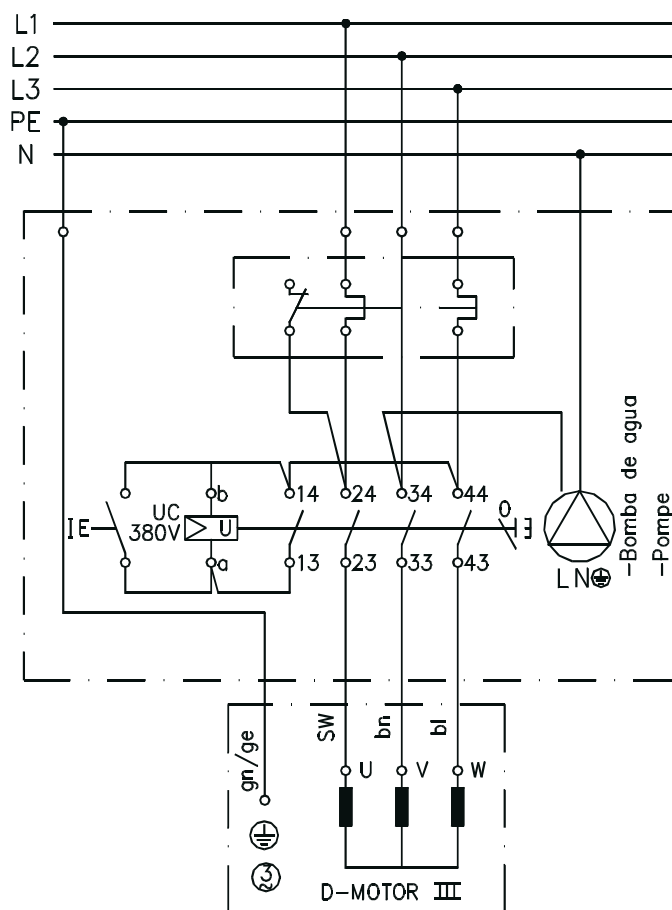 L1
L2
L3
PE
N
b
14
24
34
44
0
UC
380V
U
I E
E
a
13
23
33
43
L N
-Bomba de agua
-Pompe
gn/ge
SW
bn
bl
U
V
W
3
D-MOTOR III